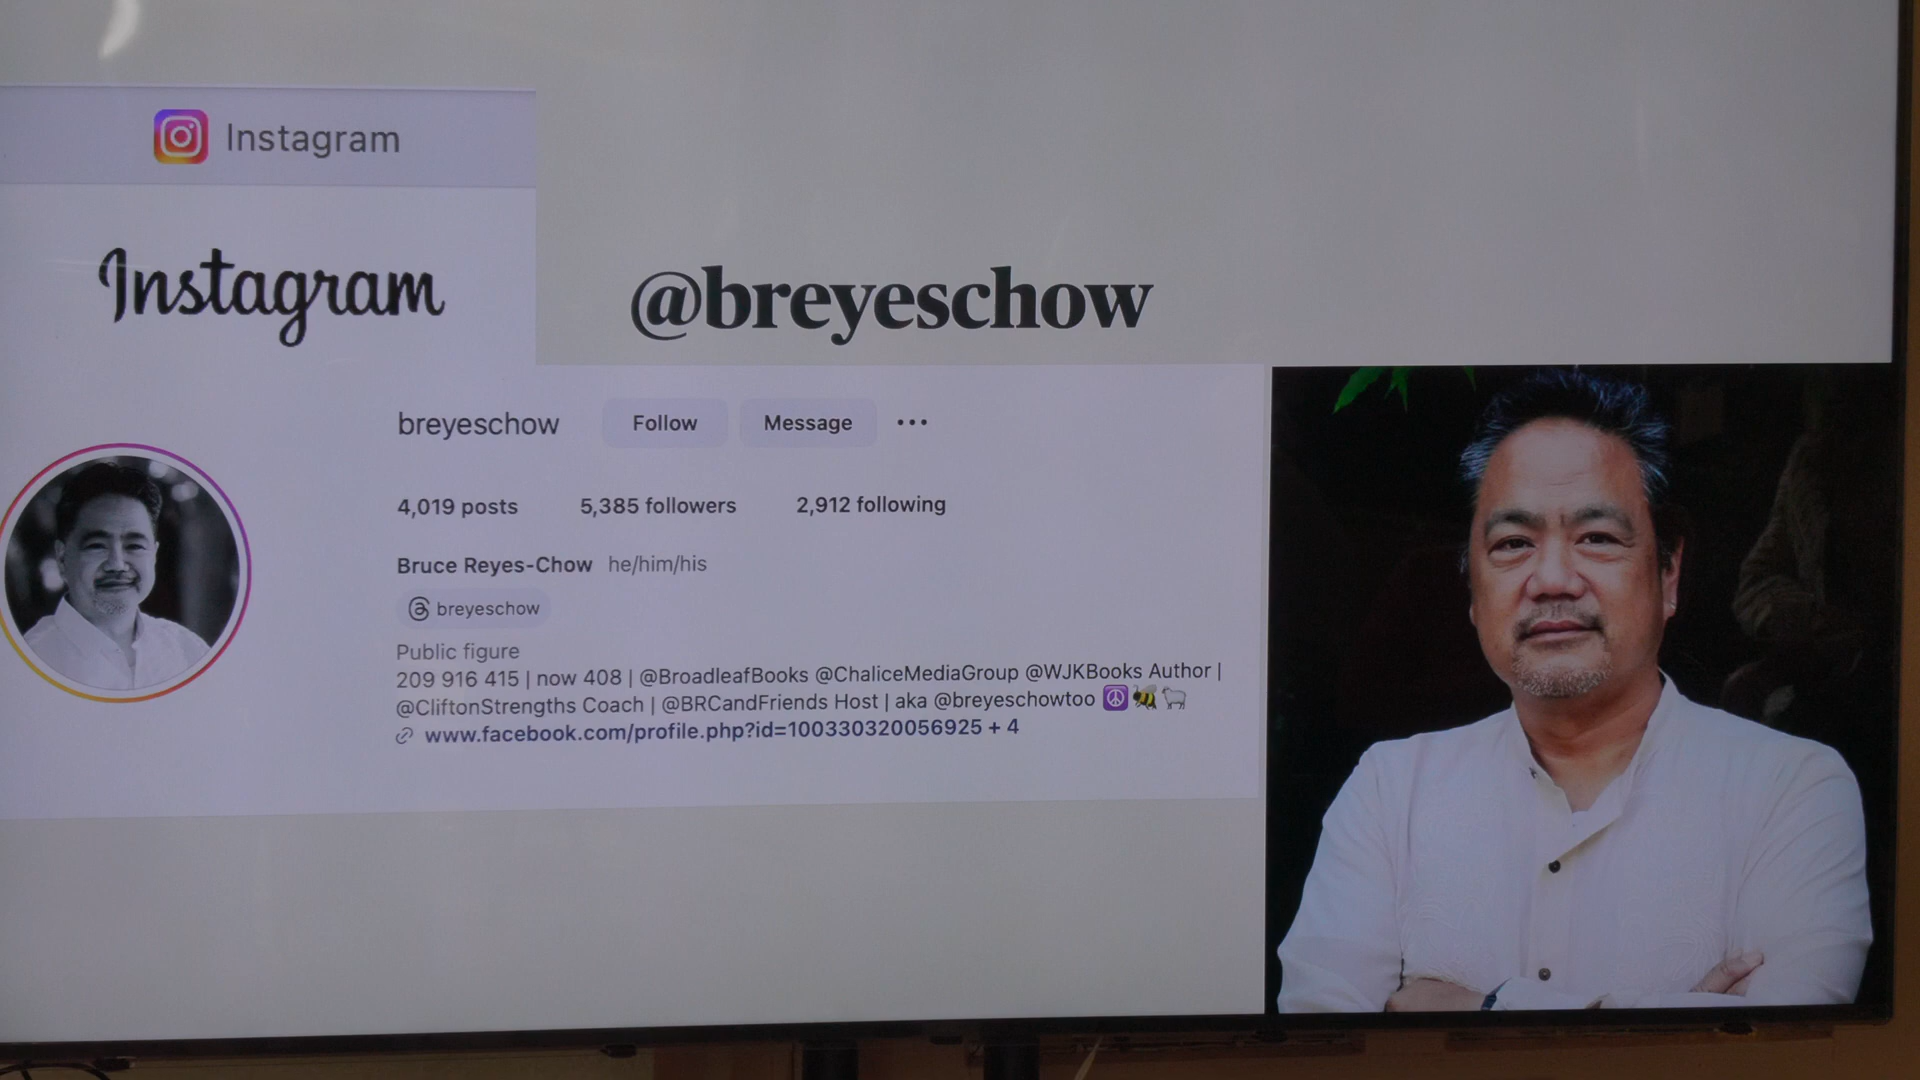 Instagram
Instagram
@breyeschow
breyeschow Follow Message ...
4,019 posts 5,385 followers 2,912 following
Bruce Reyes-Chow he/him/his
breyeschow
Public figure
209 916 415 | now 408 | @BroadleafBooks @ChaliceMediaGroup @WJKBooks Author |
@CliftonStrengths Coach | @BRCandFriends Host | aka @breyeschowtoo ☮️🐝🐑
www.facebook.com/profile.php?id=100330320056925 + 4